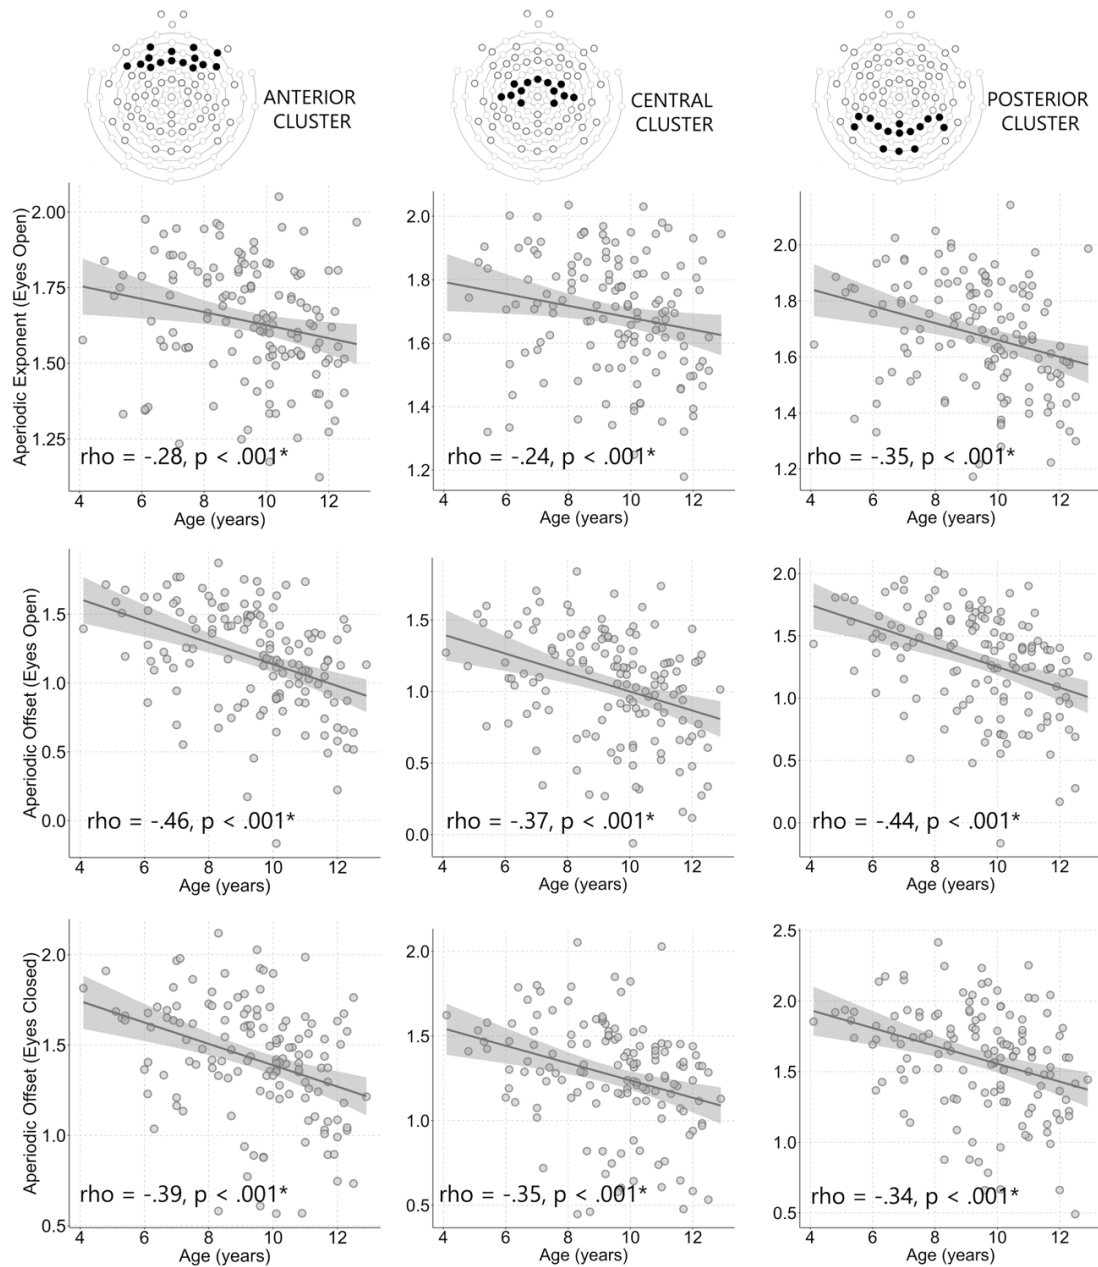 ANTERIOR
CLUSTER
CENTRAL
CLUSTER
POSTERIOR
CLUSTER
Aperiodic Exponent (Eyes Open)
2.00
1.75
1.50
1.25
rho = -.28, p < .001*
4 6 8 10 12
Age (years)
2.0
1.8
1.6
1.4
1.2
rho = -.24, p < .001*
4 6 8 10 12
Age (years)
2.0
1.8
1.6
1.4
1.2
rho = -.35, p < .001*
4 6 8 10 12
Age (years)
Aperiodic Offset (Eyes Open)
1.5
1.0
0.5
0.0
rho = -.46, p < .001*
4 6 8 10 12
Age (years)
1.5
1.0
0.5
0.0
rho = -.37, p < .001*
4 6 8 10 12
Age (years)
2.0
1.5
1.0
0.5
0.0
rho = -.44, p < .001*
4 6 8 10 12
Age (years)
Aperiodic Offset (Eyes Closed)
2.0
1.5
1.0
0.5
rho = -.39, p < .001*
4 6 8 10 12
Age (years)
2.0
1.5
1.0
0.5
rho = -.35, p < .001*
4 6 8 10 12
Age (years)
2.5
2.0
1.5
1.0
0.5
rho = -.34, p < .001*
4 6 8 10 12
Age (years)